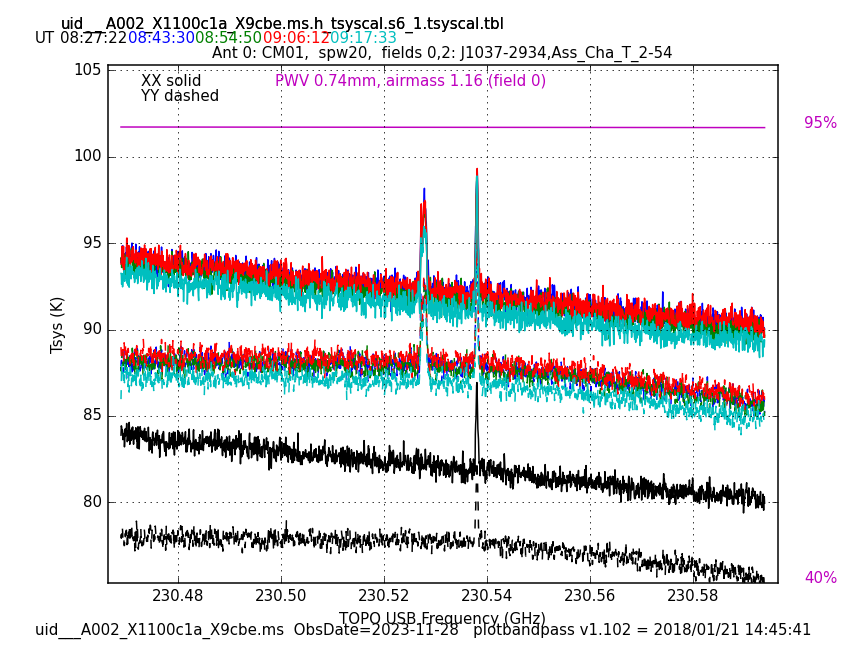 uid___A002_X1100c1a_X9cbe.ms.h_tsyscal.s6_1.tsyscal.tbl
UT 08:27:22 08:43:30 08:54:50 09:06:12 09:17:33
Ant 0: CM01, spw20, fields 0,2: J1037-2934,Ass_Cha_T_2-54
XX solid
YY dashed
PWV 0.74mm, airmass 1.16 (field 0)
105
100
95
90
85
80
Tsys (K)
95%
40%
230.48 230.50 230.52 230.54 230.56 230.58
TOPO USB Frequency (GHz)
uid___A002_X1100c1a_X9cbe.ms ObsDate=2023-11-28 plotbandpass v1.102 = 2018/01/21 14:45:41